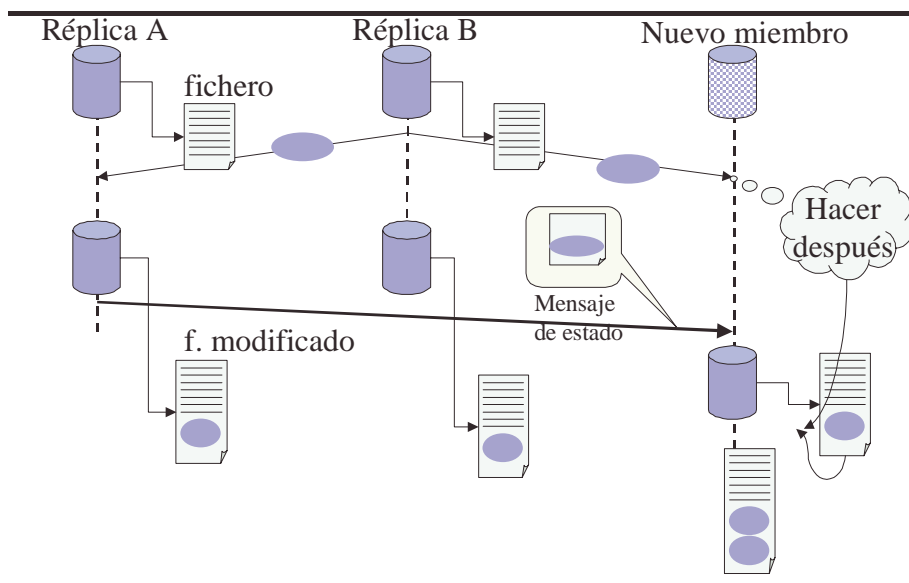 Réplica A
Réplica B
Nuevo miembro
fichero
Hacer
después
Mensaje
de estado
f. modificado